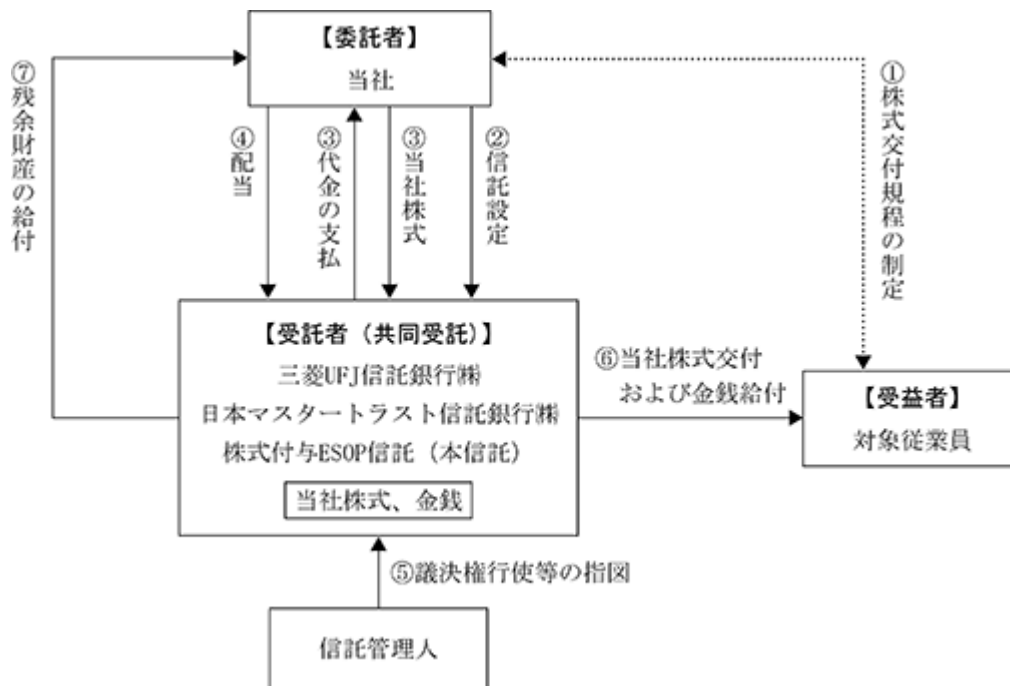 【委託者】
当社
⑦残余財産の給付
④配当
③代金の支払
③当社株式
②信託設定
①株式交付規程の制定
【受託者（共同受託）】
三菱UFJ信託銀行㈱
日本マスタートラスト信託銀行㈱
株式付与ESOP信託（本信託）
当社株式、金銭
⑥当社株式交付
および金銭給付
【受益者】
対象従業員
⑤議決権行使等の指図
信託管理人